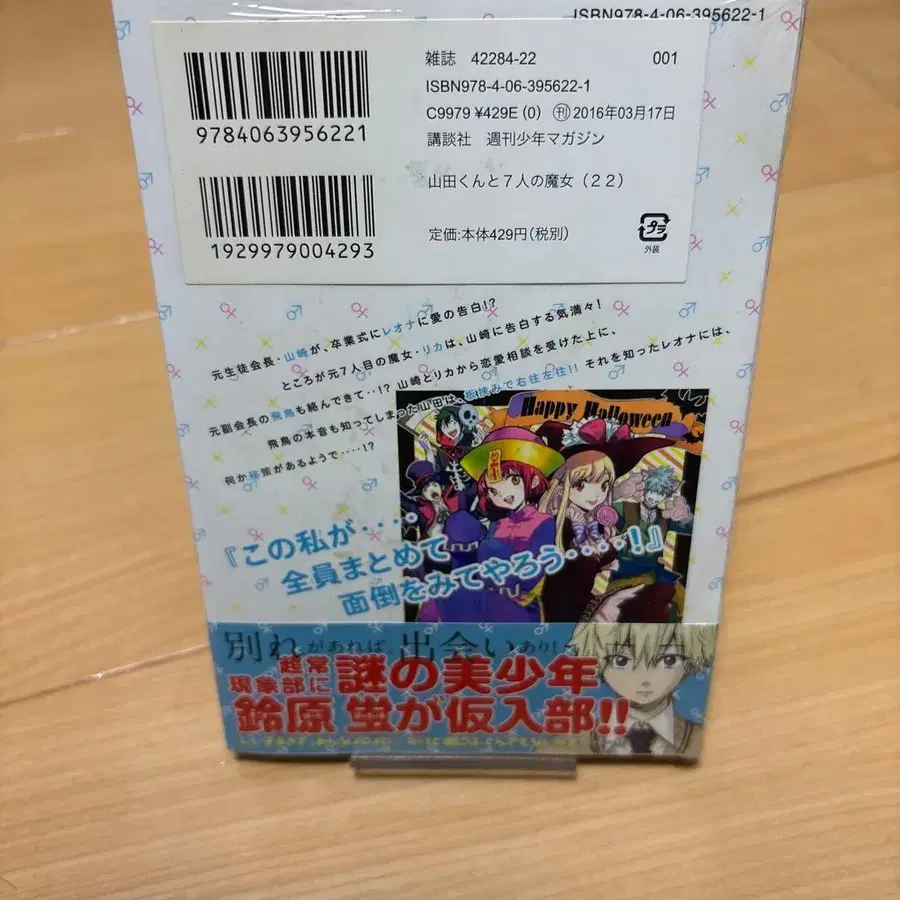 ISBN978-4-06-395622-1
雑誌 42284-22 001
ISBN978-4-06-395622-1
C9979 ¥429E (0) ㊀2016年03月17日
講談社 週刊少年マガジン
9784063956221
山田くんと7人の魔女(22)
1929979004293
定価:本体429円(税別)
プラ
外装
元生徒会長・山崎が、卒業式にレオナに愛の告白!?
ところが元7人目の魔女・リカは、山崎に告白する気満々!
元副会長の飛鳥も絡んできて‥!? 山崎とリカから恋愛相談を受けた上に、
飛鳥の本音も知ってしまった山田は、板挟みで右往左往!! それを知ったレオナには、
何か秘策があるようで‥‥!?
Happy Halloween
『この私が‥‥
全員まとめて
面倒をみてやろう‥‥!』
別れがあれば、出会いあり!
超常
現象部に謎の美少年
鈴原 蛍が仮入部!!